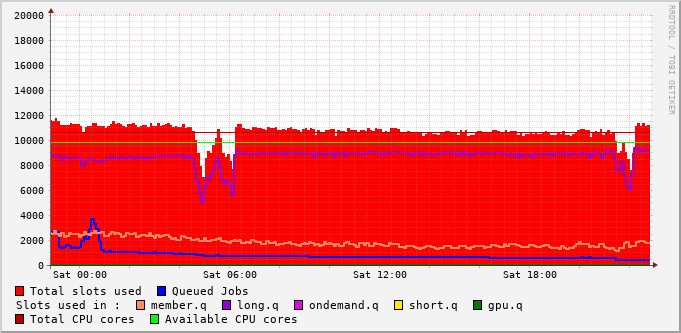 RRDTOOL / TOBI OETIKER
20000
18000
16000
14000
12000
10000
8000
6000
4000
2000
0
Sat 00:00 Sat 06:00 Sat 12:00 Sat 18:00
Total slots used Queued Jobs
Slots used in : member.q long.q ondemand.q short.q gpu.q
Total CPU cores Available CPU cores